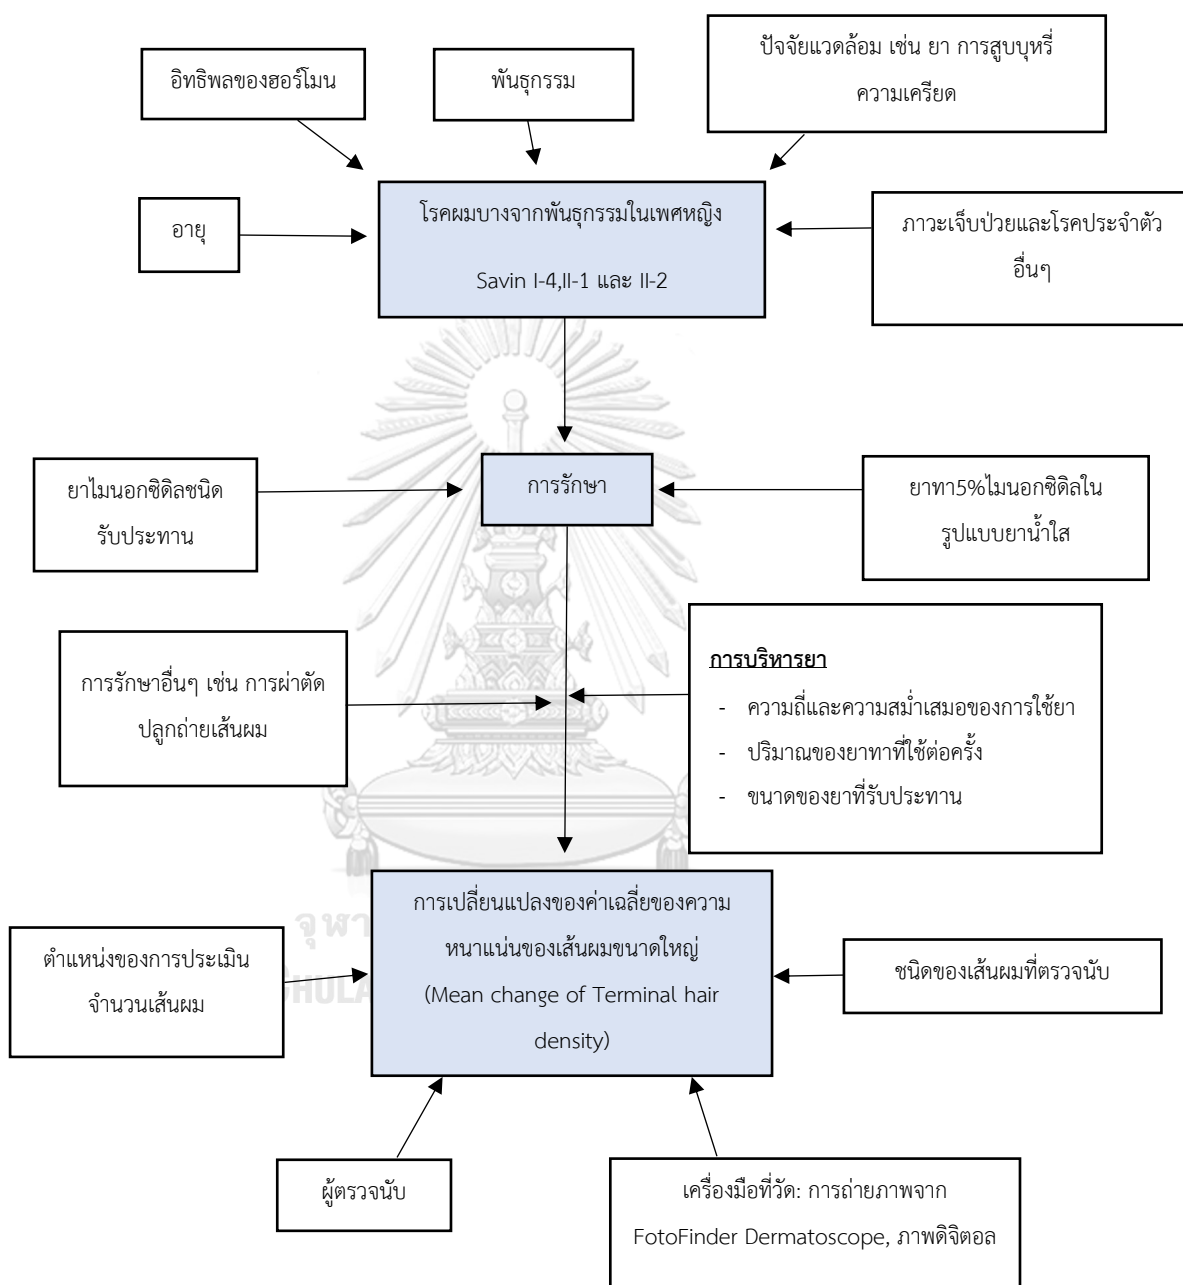 อิทธิพลของฮอร์โมน
พันธุกรรม
ปัจจัยแวดล้อม เช่น ยา การสูบบุหรี่
ความเครียด
อายุ
โรคผมบางจากพันธุกรรมในเพศหญิง
Savin I-4,II-1 และ II-2
ภาวะเจ็บป่วยและโรคประจำตัว
อื่นๆ
ยาไมนอกซิดิลชนิด
รับประทาน
การรักษา
ยาทา5%ไมนอกซิดิลใน
รูปแบบยาน้ำใส
การรักษาอื่นๆ เช่น การผ่าตัด
ปลูกถ่ายเส้นผม
การบริหารยา
- ความถี่และความสม่ำเสมอของการใช้ยา
- ปริมาณของยาทาที่ใช้ต่อครั้ง
- ขนาดของยาที่รับประทาน
ตำแหน่งของการประเมิน
จำนวนเส้นผม
การเปลี่ยนแปลงของค่าเฉลี่ยของความ
หนาแน่นของเส้นผมขนาดใหญ่
(Mean change of Terminal hair
density)
ชนิดของเส้นผมที่ตรวจนับ
ผู้ตรวจนับ
เครื่องมือที่วัด: การถ่ายภาพจาก
FotoFinder Dermatoscope, ภาพดิจิตอล